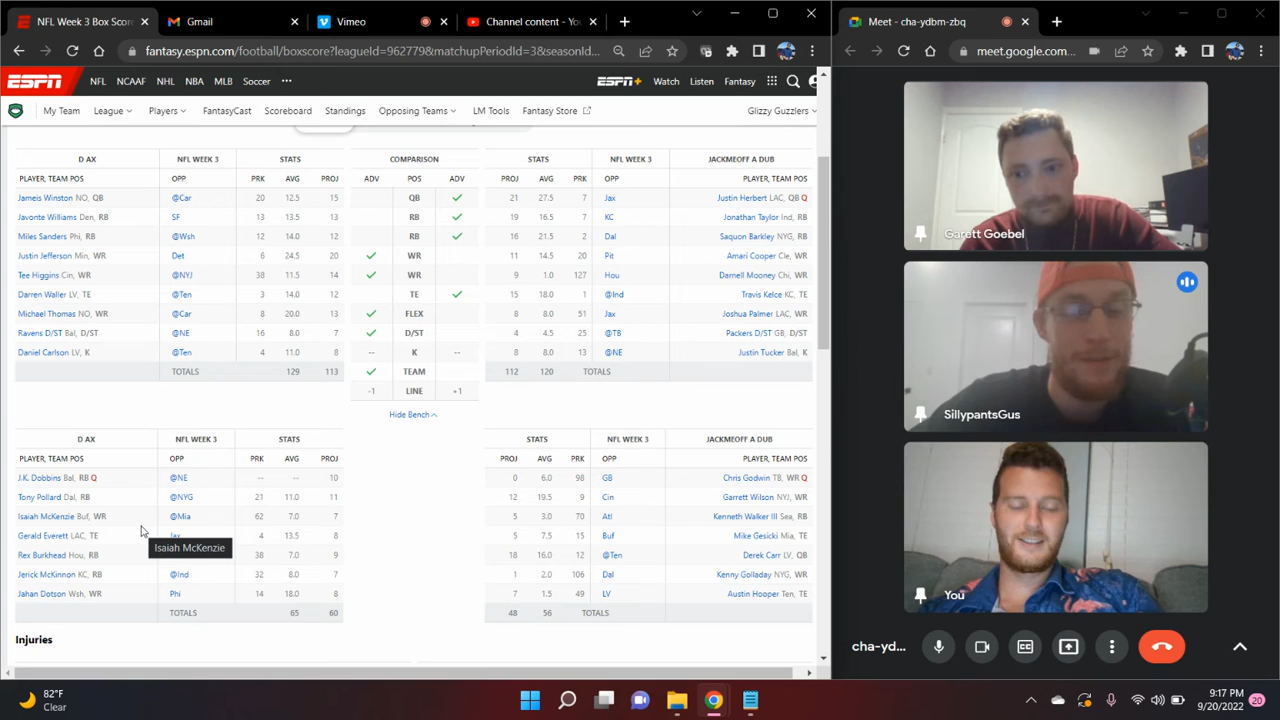 NFL Week 3 Box Score
Gmail
Vimeo
Channel content - Yo
Meet - cha-ydbm-zbq
fantasy.espn.com/football/boxscore?leagueId=962779&matchupPeriodId=3&seasonId
meet.google.com...
ESPN NFL NCAAF NHL NBA MLB Soccer ESPN+ Watch Listen Fantasy
My Team League Players FantasyCast Scoreboard Standings Opposing Teams LM Tools Fantasy Store Glizzy Guzzlers
D AX NFL WEEK 3 STATS COMPARISON STATS NFL WEEK 3 JACKMEOFF A DUB
PLAYER, TEAM POS OPP PRK AVG PROJ ADV POS ADV PROJ AVG PRK OPP PLAYER, TEAM POS
Jameis Winston NO, QB @Car 20 12.5 15 QB 21 27.5 7 Jax Justin Herbert LAC, QB Q
Javonte Williams Den, RB SF 13 13.5 13 RB 19 16.5 7 KC Jonathan Taylor Ind, RB
Miles Sanders Phi, RB @Wsh 12 14.0 12 RB 16 21.5 2 Dal Saquon Barkley NYG, RB
Justin Jefferson Min, WR Det 6 24.5 20 WR 11 14.5 20 Pit Amari Cooper Cle, WR
Tee Higgins Cin, WR @NYJ 38 11.5 14 WR 9 1.0 127 Hou Darnell Mooney Chi, WR
Darren Waller LV, TE @Ten 3 14.0 12 TE 15 18.0 1 @Ind Travis Kelce KC, TE
Michael Thomas NO, WR @Car 8 20.0 13 FLEX 8 8.0 51 Jax Joshua Palmer LAC, WR
Ravens D/ST Bal, D/ST @NE 16 8.0 7 D/ST 4 4.5 25 @TB Packers D/ST GB, D/ST
Daniel Carlson LV, K @Ten 4 11.0 8 -- K -- 8 8.0 13 @NE Justin Tucker Bal, K
TOTALS 129 113 TEAM 112 120 TOTALS
-1 LINE +1
Hide Bench
D AX NFL WEEK 3 STATS STATS NFL WEEK 3 JACKMEOFF A DUB
PLAYER, TEAM POS OPP PRK AVG PROJ PROJ AVG PRK OPP PLAYER, TEAM POS
J.K. Dobbins Bal, RB Q @NE -- -- 10 0 6.0 98 GB Chris Godwin TB, WR Q
Tony Pollard Dal, RB @NYG 21 11.0 11 12 19.5 9 Cin Garrett Wilson NYJ, WR
Isaiah McKenzie Buf, WR @Mia 62 7.0 7 5 3.0 70 Atl Kenneth Walker III Sea, RB
Gerald Everett LAC, TE Jax 4 13.5 8 5 7.5 15 Buf Mike Gesicki Mia, TE
Isaiah McKenzie
Rex Burkhead Hou, RB 38 7.0 9 18 16.0 12 @Ten Derek Carr LV, QB
Jerick McKinnon KC, RB @Ind 32 8.0 7 1 2.0 106 Dal Kenny Golladay NYG, WR
Jahan Dotson Wsh, WR Phi 14 18.0 8 7 1.5 49 LV Austin Hooper Ten, TE
TOTALS 65 60 48 56 TOTALS
Injuries
Garett Goebel
SillypantsGus
You
cha-yd...
82°F
Clear
9:17 PM
9/20/2022
20